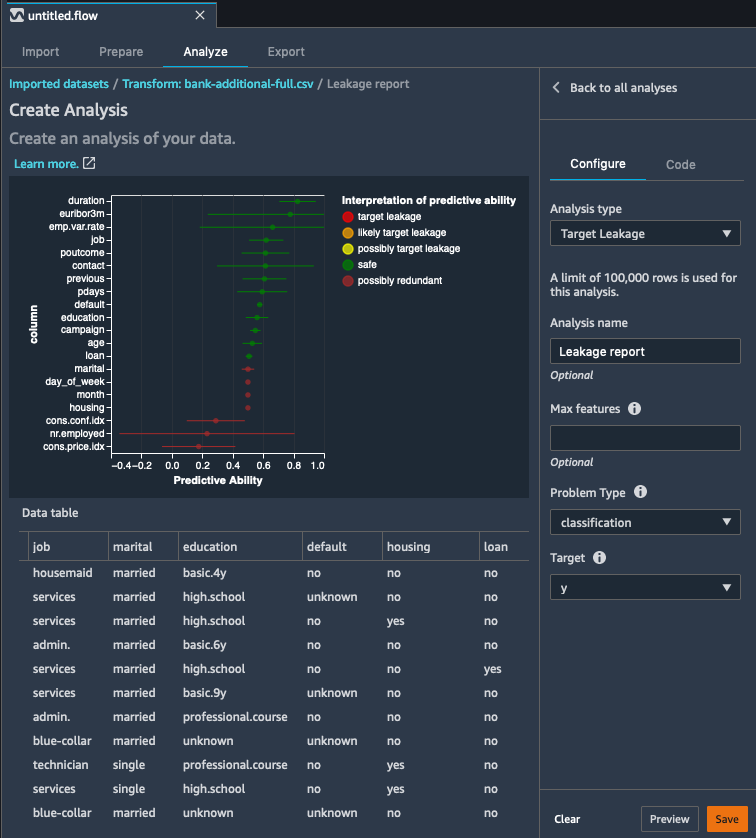 untitled.flow
Import Prepare Analyze Export
Imported datasets / Transform: bank-additional-full.csv / Leakage report
Create Analysis
Create an analysis of your data.
Learn more.
column
duration
euribor3m
emp.var.rate
job
poutcome
contact
previous
pdays
default
education
campaign
age
loan
marital
day_of_week
month
housing
cons.conf.idx
nr.employed
cons.price.idx
-0.4 -0.2 0.0 0.2 0.4 0.6 0.8 1.0
Predictive Ability
Interpretation of predictive ability
target leakage
likely target leakage
possibly target leakage
safe
possibly redundant
Data table
job marital education default housing loan
housemaid married basic.4y no no no
services married high.school unknown no no
services married high.school no yes no
admin. married basic.6y no no no
services married high.school no no yes
services married basic.9y unknown no no
admin. married professional.course no no no
blue-collar married unknown unknown no no
technician single professional.course no yes no
services single high.school no yes no
blue-collar married unknown unknown no no
Back to all analyses
Configure Code
Analysis type
Target Leakage
A limit of 100,000 rows is used for
this analysis.
Analysis name
Leakage report
Optional
Max features
Optional
Problem Type
classification
Target
y
Clear Preview Save